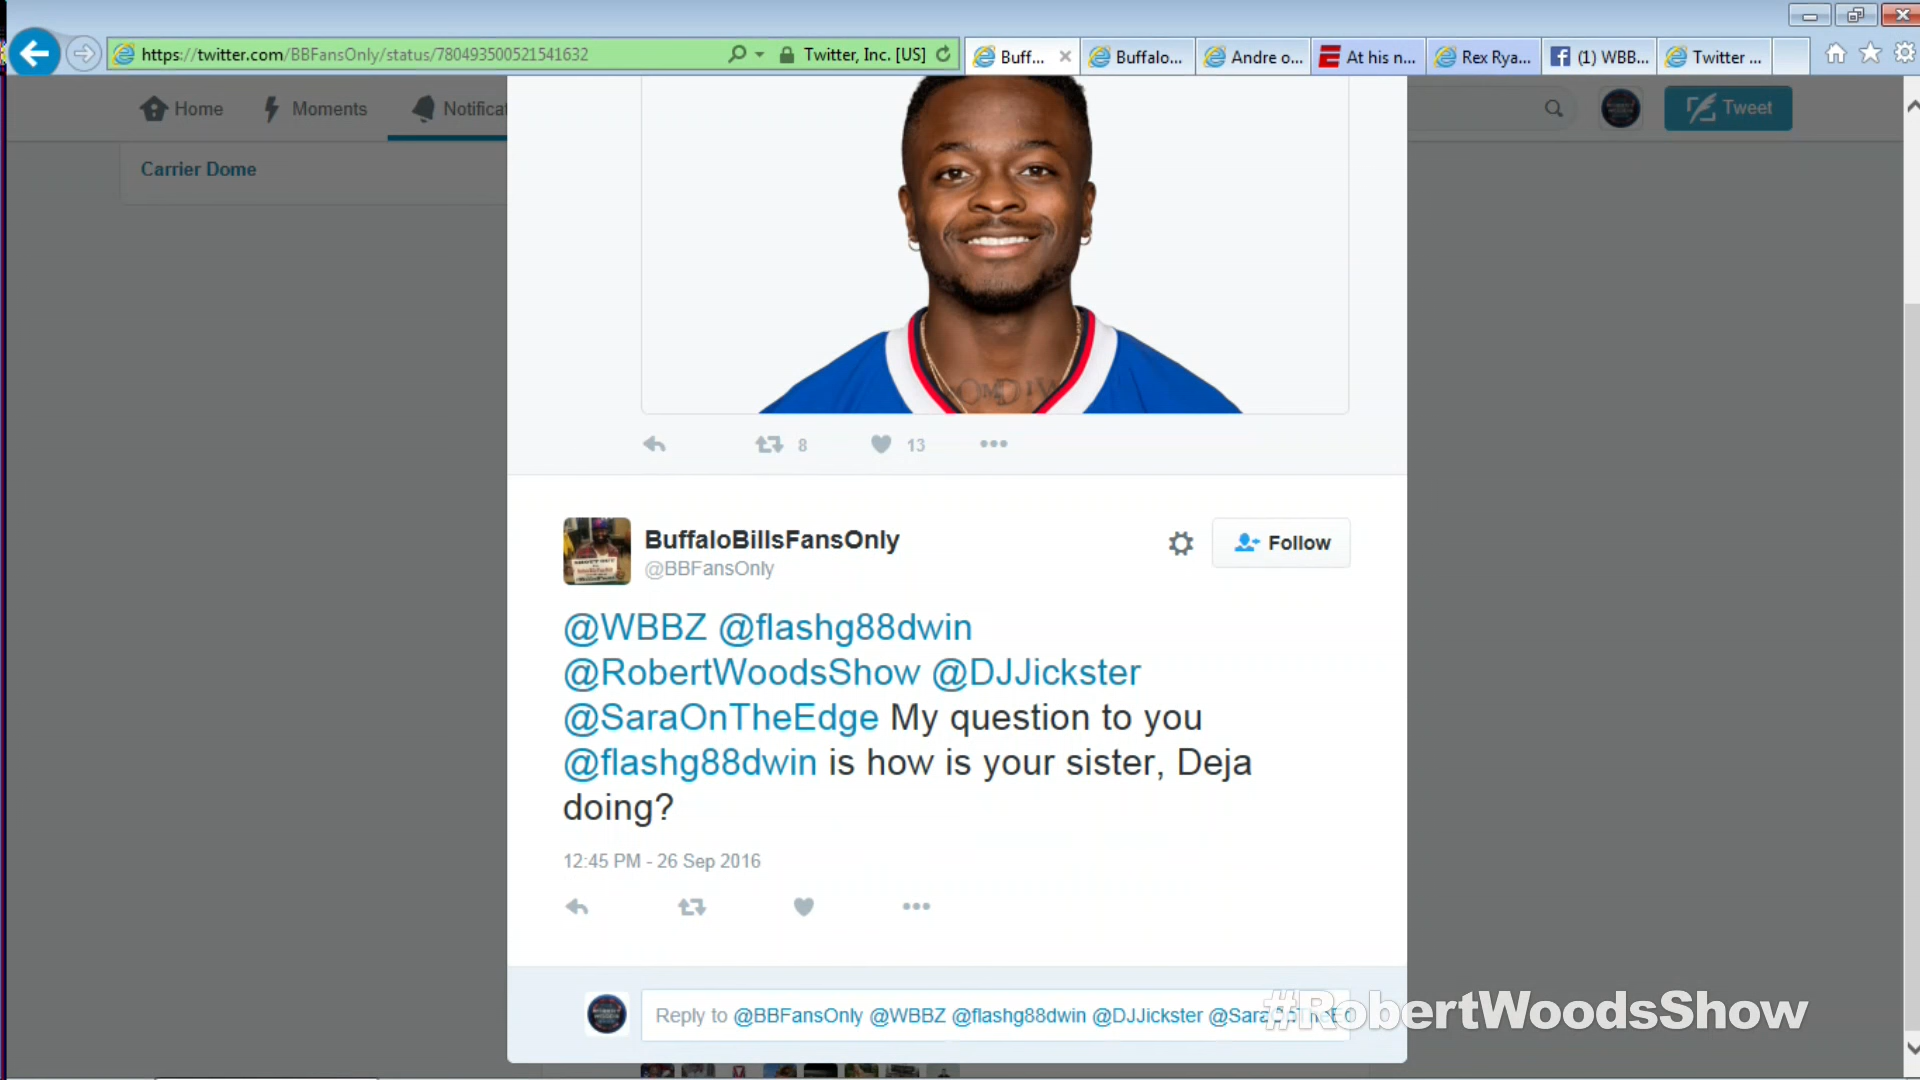 https://twitter.com/BBFansOnly/status/780493500521541632
Twitter, Inc. [US]
Buff...
Buffalo...
Andre o...
At his n...
Rex Rya...
(1) WBB...
Twitter ...
Home
Moments
Notifica
Tweet
Carrier Dome
8
13
BuffaloBillsFansOnly
@BBFansOnly
Follow
@WBBZ @flashg88dwin
@RobertWoodsShow @DJJickster
@SaraOnTheEdge My question to you
@flashg88dwin is how is your sister, Deja
doing?
12:45 PM - 26 Sep 2016
Reply to @BBFansOnly @WBBZ @flashg88dwin @DJJickster
#RobertWoodsShow